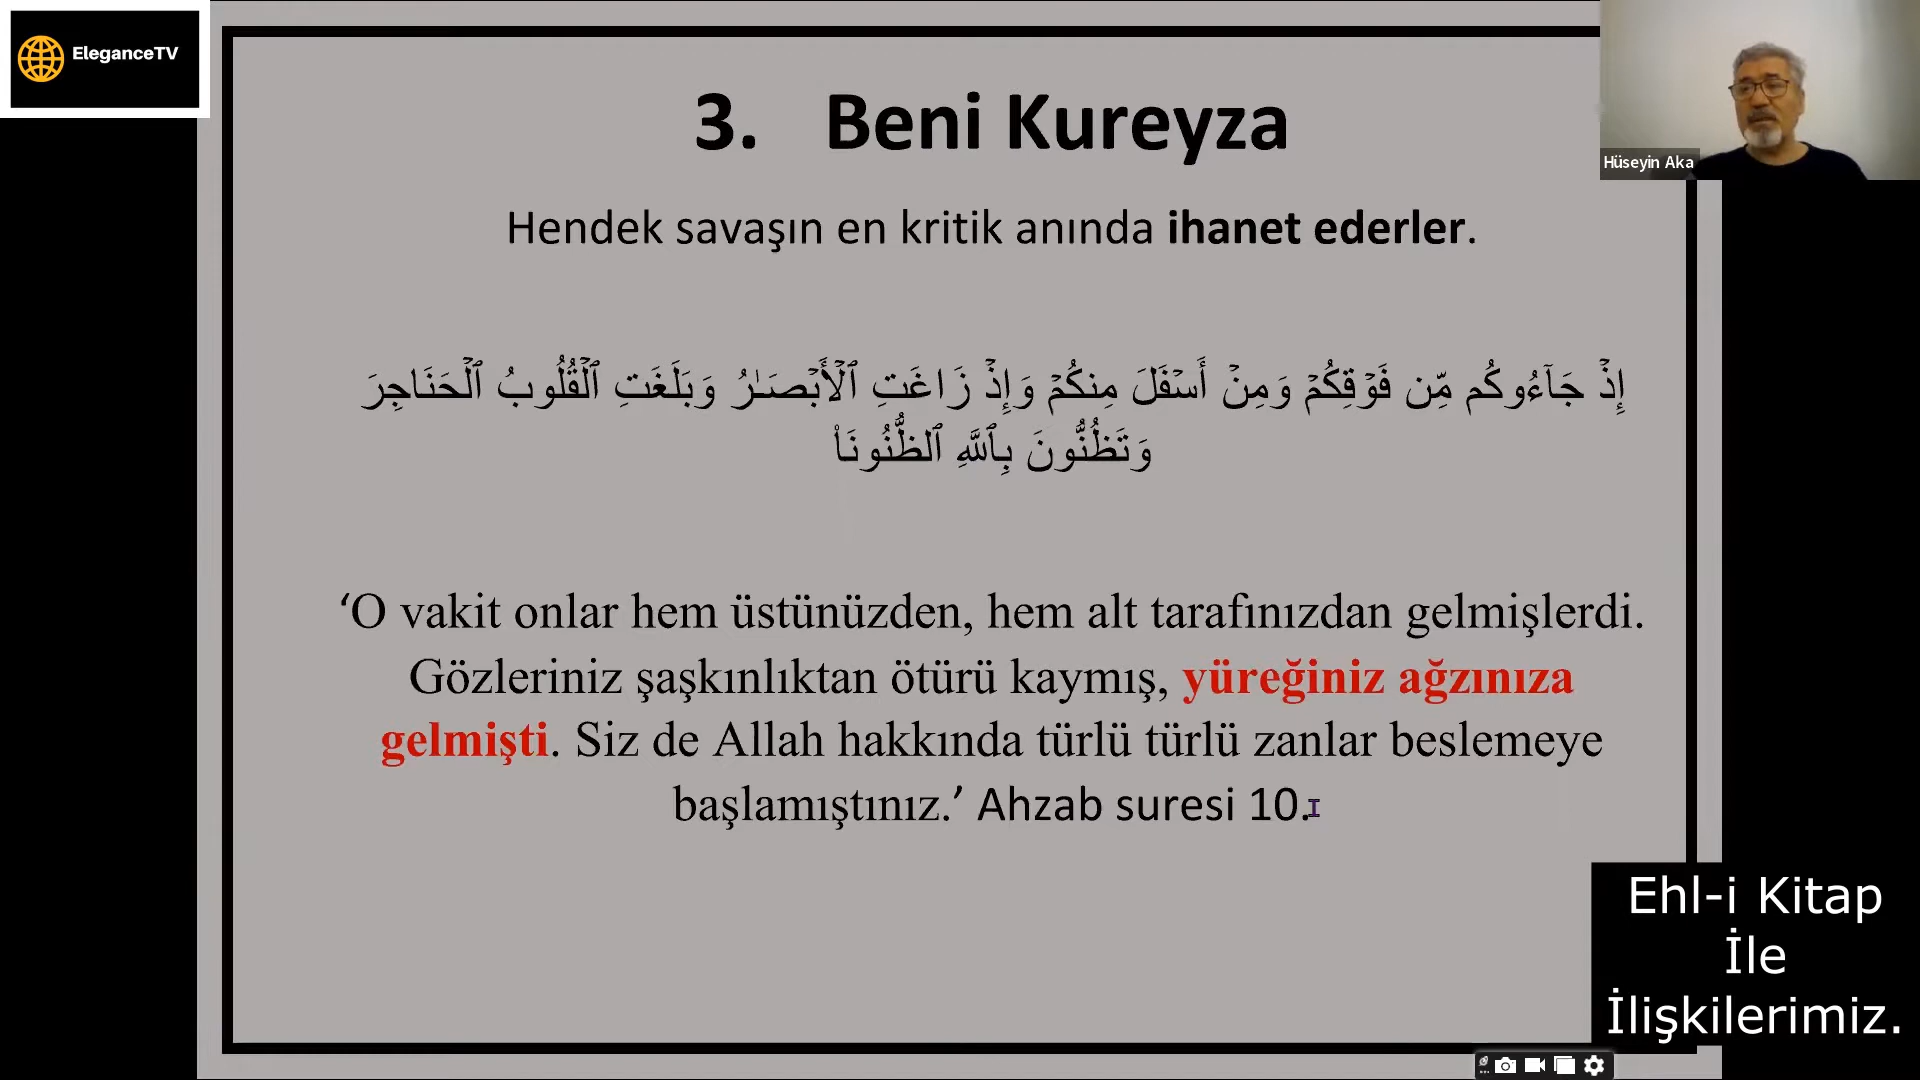 EleganceTV
3. Beni Kureyza
Hüseyin Aka
Hendek savaşın en kritik anında ihanet ederler.
إِذۡ جَآءُوكُم مِّن فَوۡقِكُمۡ وَمِنۡ أَسۡفَلَ مِنكُمۡ وَإِذۡ زَاغَتِ ٱلۡأَبۡصَـٰرُ وَبَلَغَتِ ٱلۡقُلُوبُ ٱلۡحَنَاجِرَ
وَتَظُنُّونَ بِٱللَّهِ ٱلظُّنُونَا۠
‘O vakit onlar hem üstünüzden, hem alt tarafınızdan gelmişlerdi.
Gözleriniz şaşkınlıktan ötürü kaymış, yüreğiniz ağzınıza
gelmişti. Siz de Allah hakkında türlü türlü zanlar beslemeye
başlamıştınız.’ Ahzab suresi 10.
Ehl-i Kitap
İle
İlişkilerimiz.